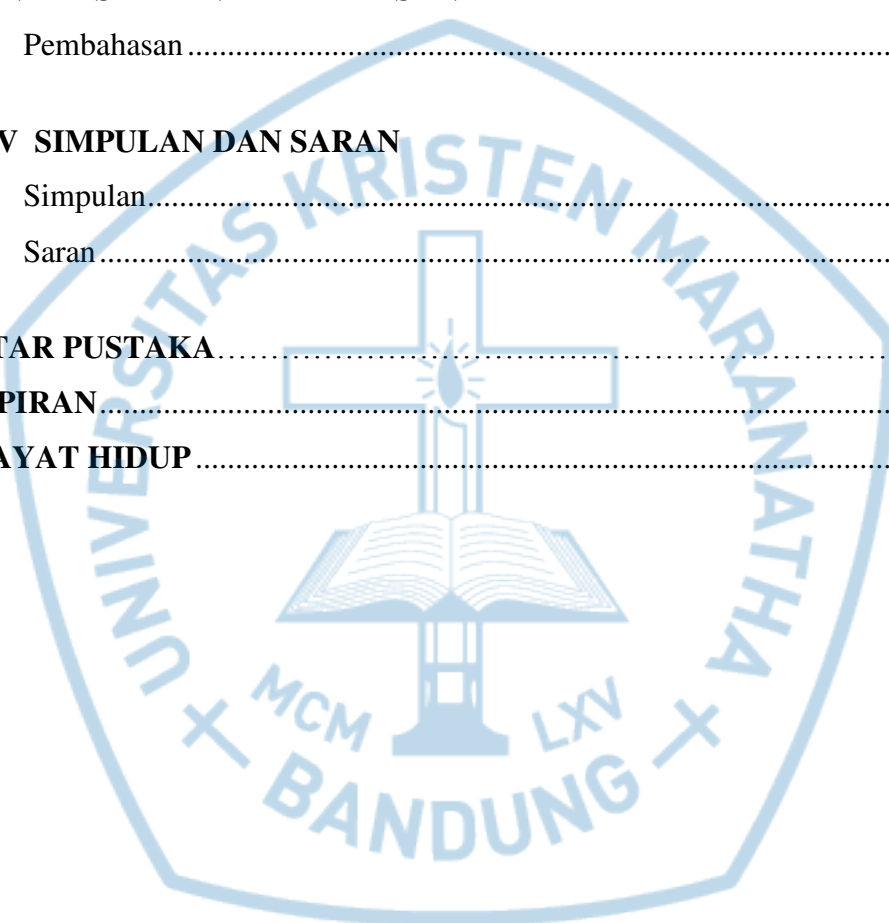 Pembahasan
V SIMPULAN DAN SARAN
Simpulan
Saran
TAR PUSTAKA
PIRAN
AYAT HIDUP
UNIVERSITAS KRISTEN MARANATHA
MCM LXV
BANDUNG